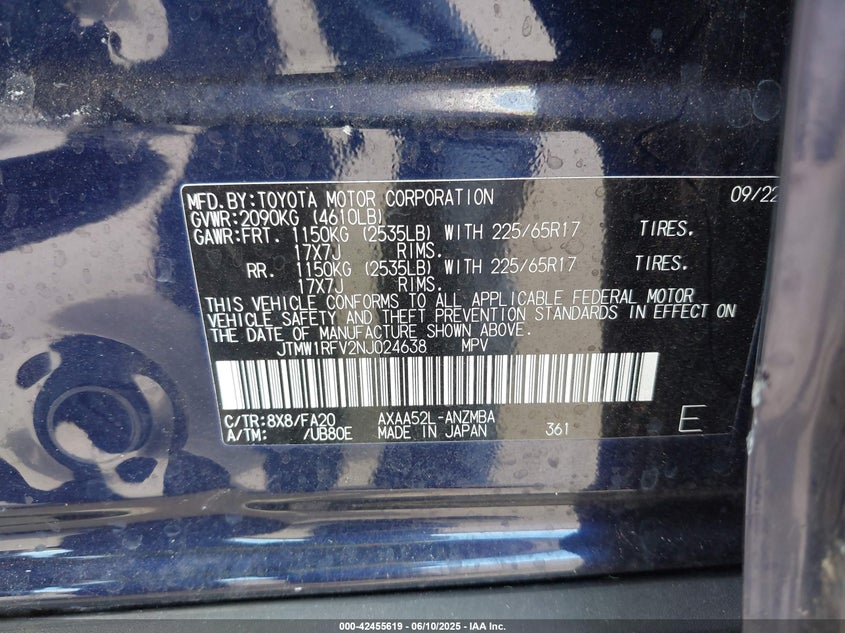 MFD.BY:TOYOTA MOTOR CORPORATION 09/22
GVWR:2090KG (4610LB)
GAWR:FRT. 1150KG (2535LB) WITH 225/65R17 TIRES.
17X7J RIMS.
RR. 1150KG (2535LB) WITH 225/65R17 TIRES.
17X7J RIMS.
THIS VEHICLE CONFORMS TO ALL APPLICABLE FEDERAL MOTOR
VEHICLE SAFETY AND THEFT PREVENTION STANDARDS IN EFFECT ON
THE DATE OF MANUFACTURE SHOWN ABOVE.
JTMW1RFV2NJ024638 MPV
C/TR:8X8/FA20 AXAA52L-ANZMBA
A/TM: /UB80E MADE IN JAPAN 361 E
000-42455619 - 06/10/2025 - IAA Inc.